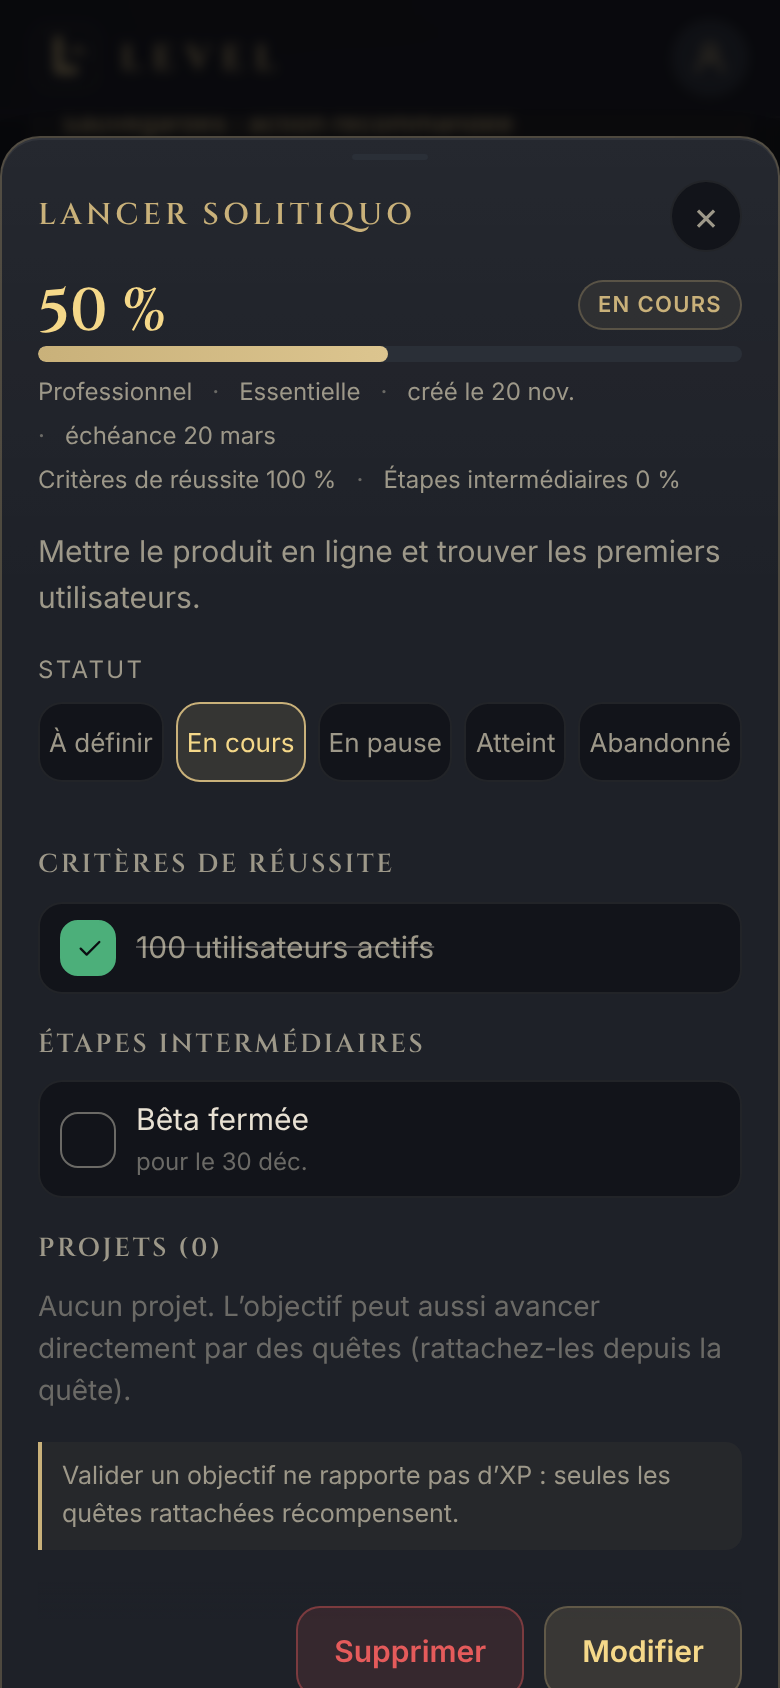 LEVEL
LANCER SOLITIQUO
50 %
EN COURS
Professionnel · Essentielle · créé le 20 nov.
· échéance 20 mars
Critères de réussite 100 % · Étapes intermédiaires 0 %
Mettre le produit en ligne et trouver les premiers
utilisateurs.
STATUT
À définir
En cours
En pause
Atteint
Abandonné
CRITÈRES DE RÉUSSITE
100 utilisateurs actifs
ÉTAPES INTERMÉDIAIRES
Bêta fermée
pour le 30 déc.
PROJETS (0)
Aucun projet. L’objectif peut aussi avancer
directement par des quêtes (rattachez-les depuis la
quête).
Valider un objectif ne rapporte pas d’XP : seules les
quêtes rattachées récompensent.
Supprimer
Modifier